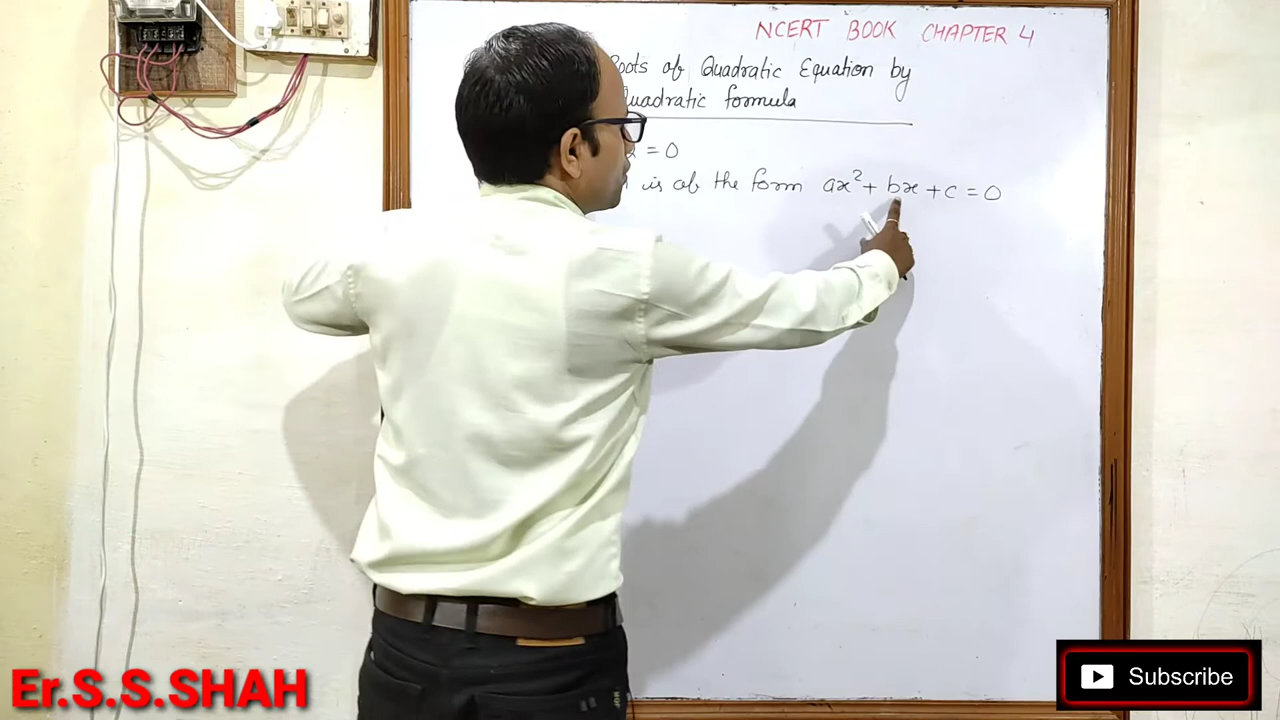 NCERT BOOK CHAPTER 4
Roots of Quadratic Equation by
Quadratic formula
= 0
is of the form ax² + bx + c = 0
Er.S.S.SHAH
Subscribe